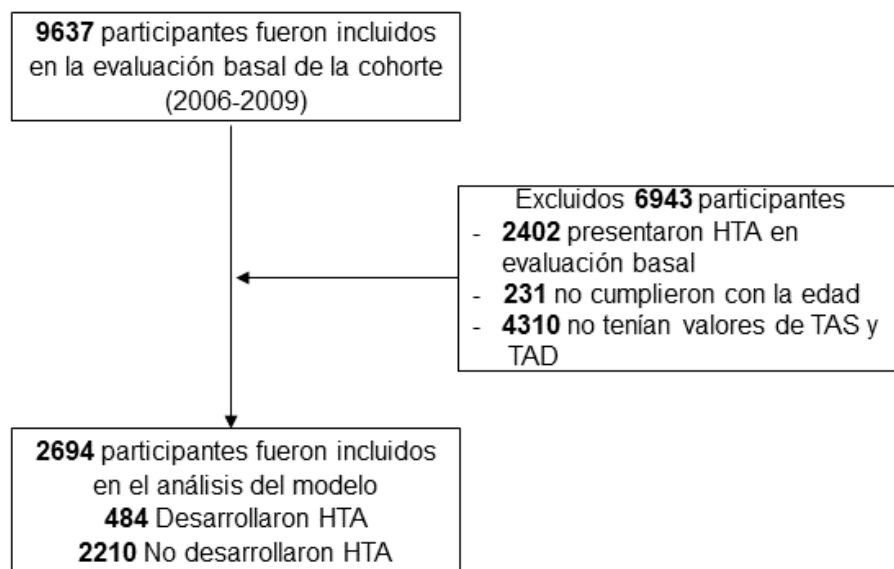 9637 participantes fueron incluidos
en la evaluación basal de la cohorte
(2006-2009)
Excluidos 6943 participantes
- 2402 presentaron HTA en
evaluación basal
- 231 no cumplieron con la edad
- 4310 no tenían valores de TAS y
TAD
2694 participantes fueron incluidos
en el análisis del modelo
484 Desarrollaron HTA
2210 No desarrollaron HTA